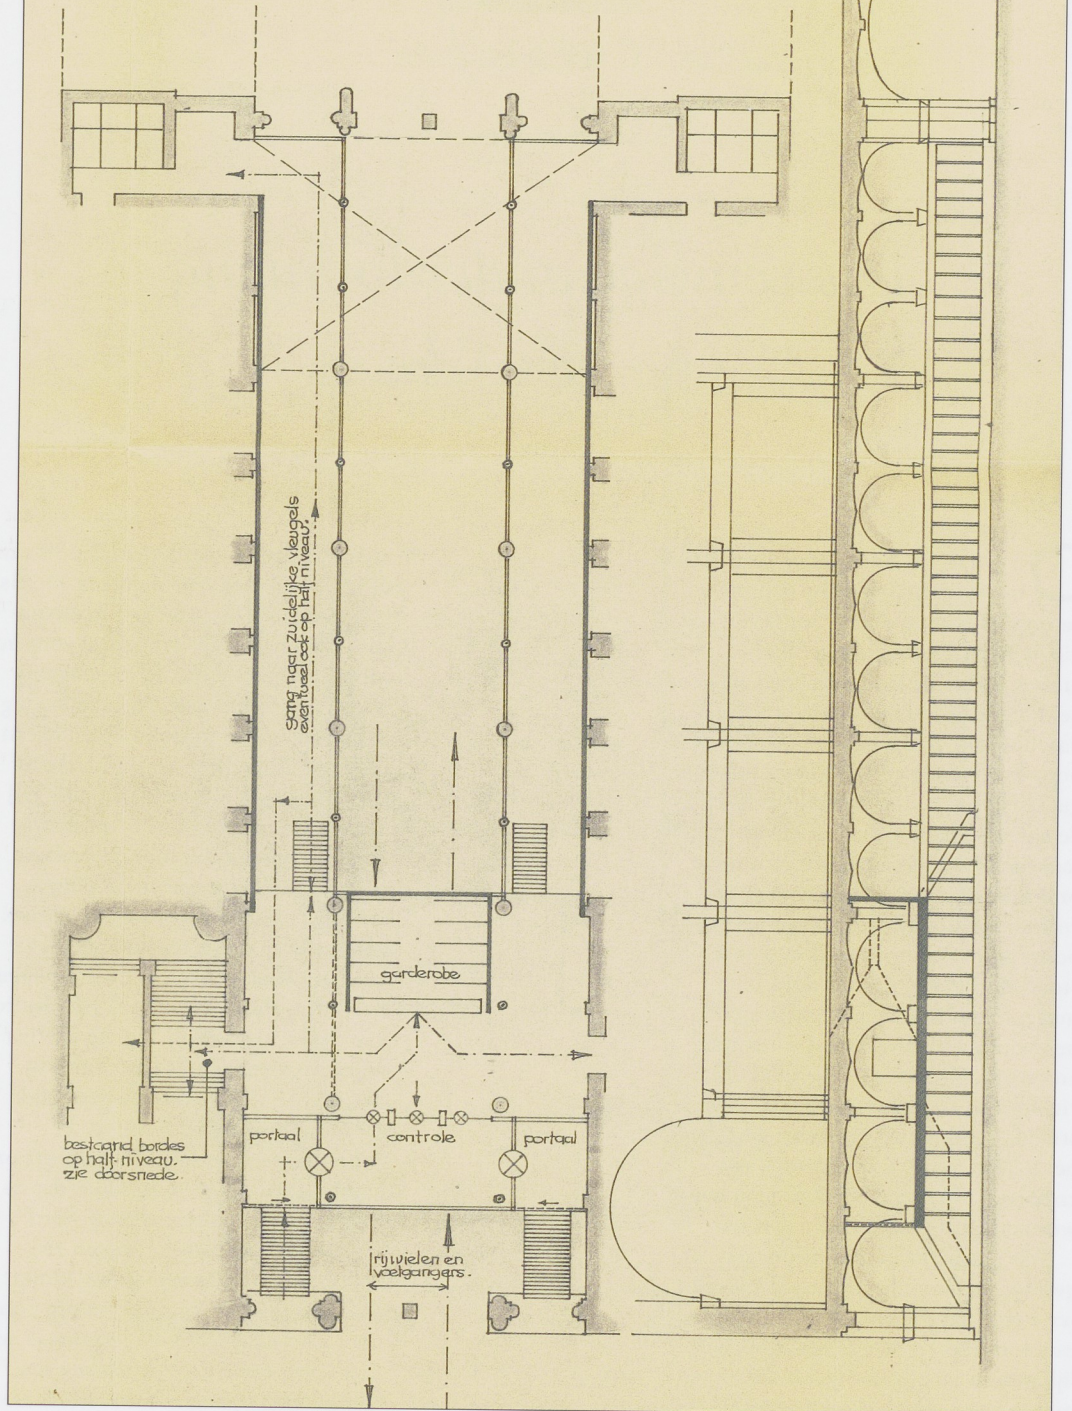 gang naar zuidelijke vleugels
eventueel ook op half niveau.
garderobe
portaal
controle
portaal
bestaand bordes
op half-niveau.
zie doorsnede.
rijwielen en
voetgangers.